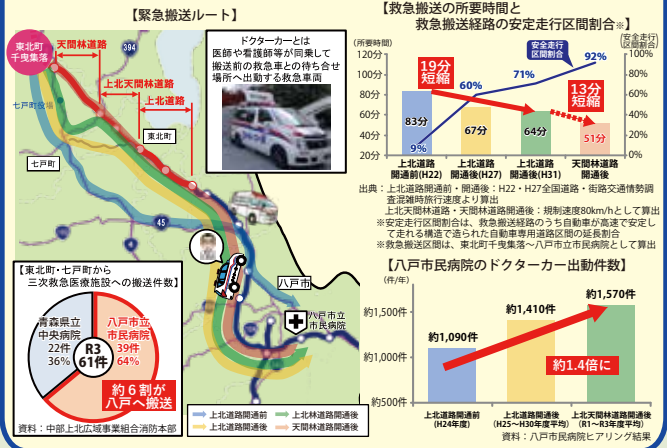 【緊急搬送ルート】
東北町
千曳集落
天間林道路
上北天間林道路
上北道路
394
ドクターカーとは
医師や看護師等が同乗して
搬送前の救急車との待ち合せ
場所へ出動する救急車両
七戸町役場
東北町
七戸町
45
八戸市
八戸市立
市民病院
【東北町・七戸町から
三次救急医療施設への搬送件数】
青森県立
中央病院
22件
36%
R3
61件
八戸市立
市民病院
39件
64%
約6割が
八戸へ搬送
資料：中部上北広域事業組合消防本部
上北道路開通前
上北道路開通後
上北天間林道路開通後
上北林道路開通後
【救急搬送の所要時間と
救急搬送経路の安定走行区間割合※】
(所要時間)
(安定走行
区間割合)
120分
100分
80分
60分
40分
20分
100%
80%
60%
40%
20%
0%
安全走行
区間割合
19分
短縮
13分
短縮
9%
60%
71%
92%
83分
67分
64分
51分
上北道路
開通前(H22)
上北道路
開通後(H27)
上北道路
開通後(H31)
天間林道路
開通後
出典：上北道路開通前・開通後：H22・H27全国道路・街路交通情勢調
査混雑時旅行速度より算出
上北天間林道路・天間林道路開通後：規制速度80km/hとして算出
※安定走行区間割合は、救急搬送経路のうち自動車が高速で安定し
て走れる構造で造られた自動車専用道路区間の延長割合
※救急搬送区間は、東北町千曳集落～八戸市立市民病院として算出
【八戸市民病院のドクターカー出動件数】
(件/年)
約1,500件
約1,000件
約500件
約1,090件
約1,410件
約1,570件
約1.4倍に
上北道路開通前
(H24年度)
上北道路開通後
(H25～H30年度平均)
上北天間林道路開通後
(R1～R3年度平均)
資料：八戸市民病院ヒアリング結果